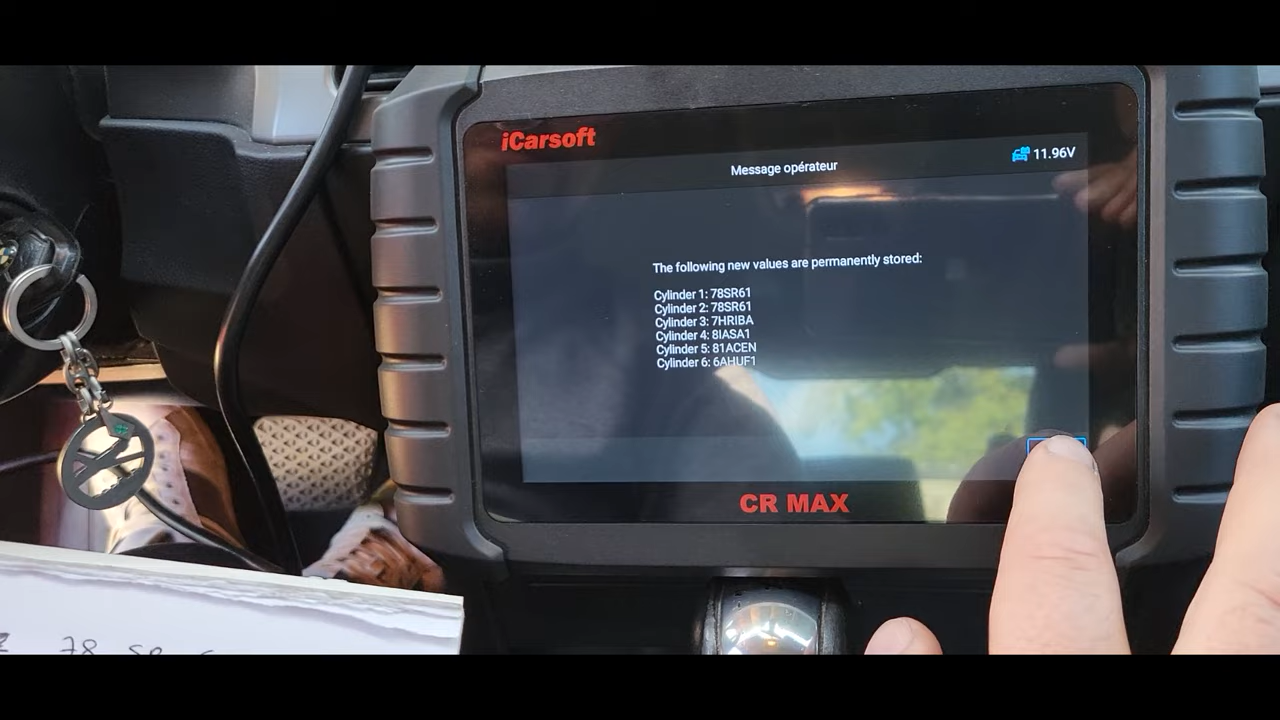 iCarsoft
11.96V
Message opérateur
The following new values are permanently stored:
Cylinder 1: 78SR61
Cylinder 2: 78SR61
Cylinder 3: 7HRIBA
Cylinder 4: 8IASA1
Cylinder 5: 81ACEN
Cylinder 6: 6AHUF1
CR MAX
78